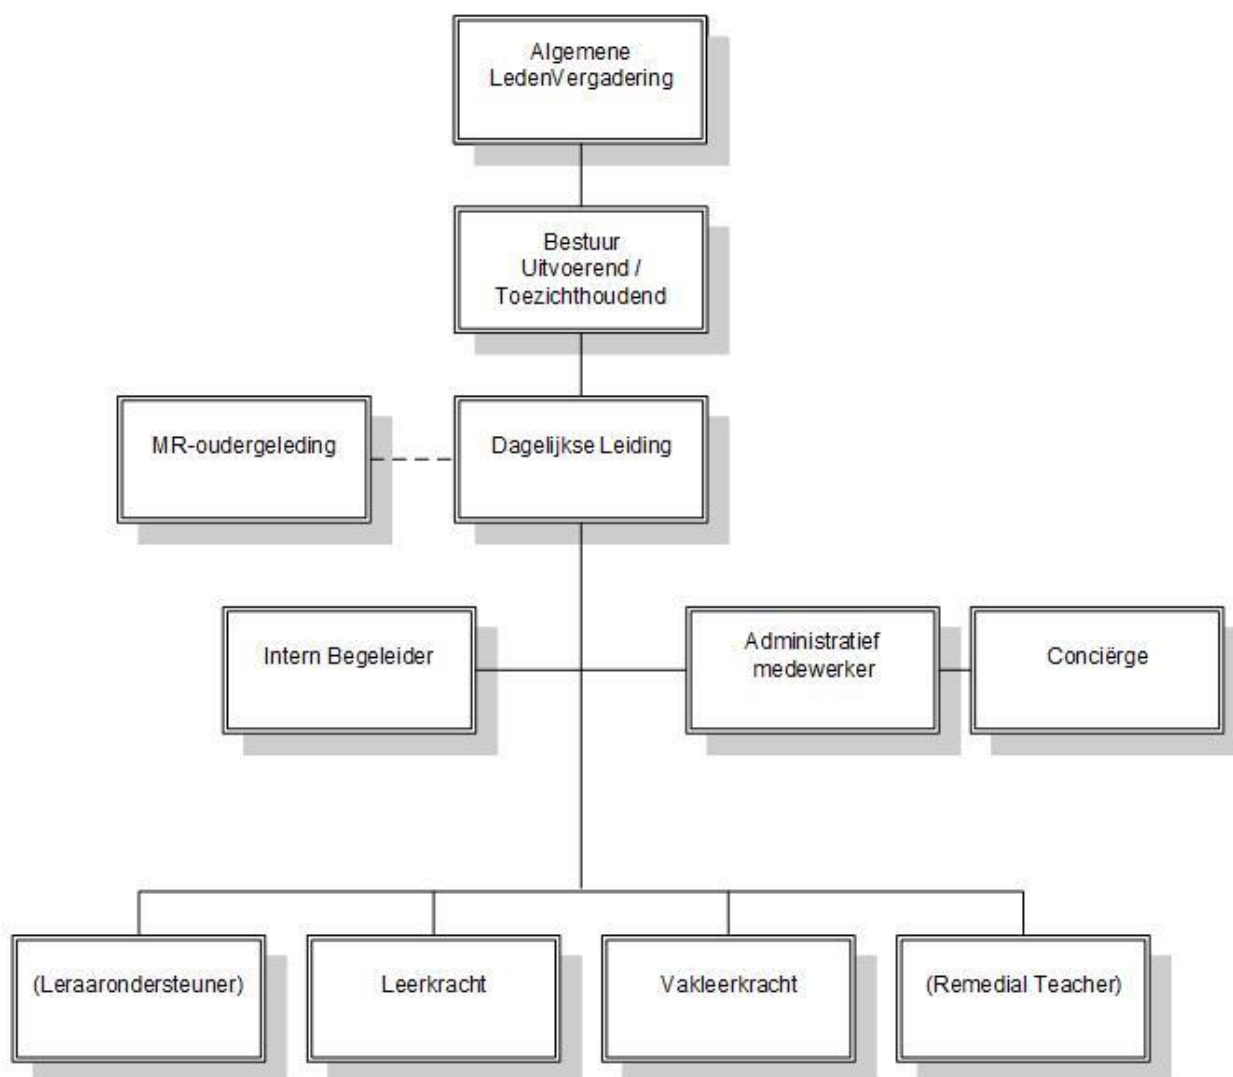 Algemene
LedenVergadering
Bestuur
Uitvoerend /
Toezichthoudend
MR-oudergeleding
Dagelijkse Leiding
Intern Begeleider
Administratief
medewerker
Conciërge
(Leraarondersteuner)
Leerkracht
Vakleerkracht
(Remedial Teacher)